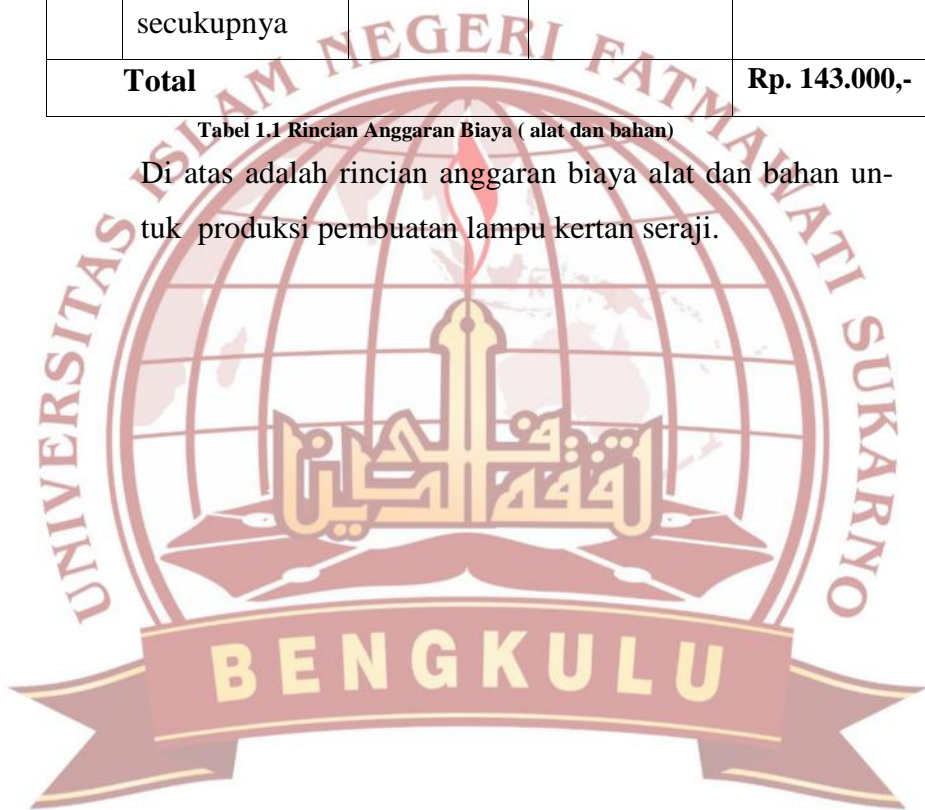 secukupnya
Total Rp. 143.000,-
Tabel 1.1 Rincian Anggaran Biaya ( alat dan bahan)
Di atas adalah rincian anggaran biaya alat dan bahan un-
tuk produksi pembuatan lampu kertan seraji.
UNIVERSITAS ISLAM NEGERI FATMAWATI SUKARNO
BENGKULU